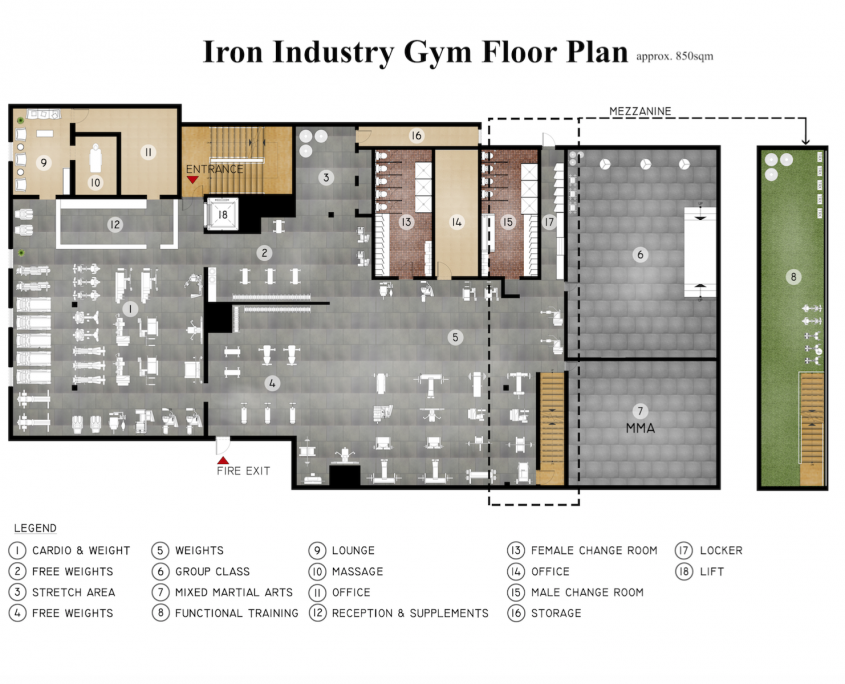 Iron Industry Gym Floor Plan approx. 850sqm
MEZZANINE
16
9
10
11
ENTRANCE
3
18
12
13
14
15
17
2
6
8
1
5
4
7
MMA
FIRE EXIT
LEGEND
1 CARDIO & WEIGHT
2 FREE WEIGHTS
3 STRETCH AREA
4 FREE WEIGHTS
5 WEIGHTS
6 GROUP CLASS
7 MIXED MARTIAL ARTS
8 FUNCTIONAL TRAINING
9 LOUNGE
10 MASSAGE
11 OFFICE
12 RECEPTION & SUPPLEMENTS
13 FEMALE CHANGE ROOM
14 OFFICE
15 MALE CHANGE ROOM
16 STORAGE
17 LOCKER
18 LIFT